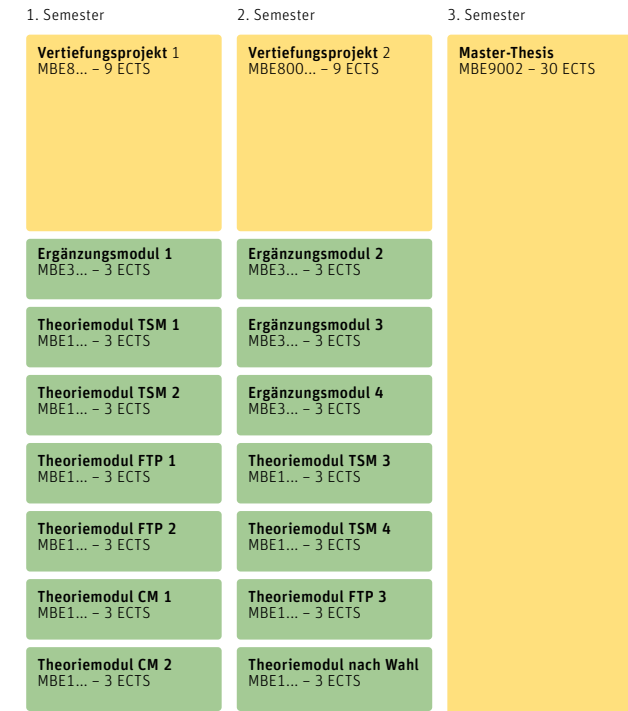 1. Semester
2. Semester
3. Semester
Vertiefungsprojekt 1
MBE8... – 9 ECTS
Vertiefungsprojekt 2
MBE800... – 9 ECTS
Master-Thesis
MBE9002 – 30 ECTS
Ergänzungsmodul 1
MBE3... – 3 ECTS
Ergänzungsmodul 2
MBE3... – 3 ECTS
Theoriemodul TSM 1
MBE1... – 3 ECTS
Ergänzungsmodul 3
MBE3... – 3 ECTS
Theoriemodul TSM 2
MBE1... – 3 ECTS
Ergänzungsmodul 4
MBE3... – 3 ECTS
Theoriemodul FTP 1
MBE1... – 3 ECTS
Theoriemodul TSM 3
MBE1... – 3 ECTS
Theoriemodul FTP 2
MBE1... – 3 ECTS
Theoriemodul TSM 4
MBE1... – 3 ECTS
Theoriemodul CM 1
MBE1... – 3 ECTS
Theoriemodul FTP 3
MBE1... – 3 ECTS
Theoriemodul CM 2
MBE1... – 3 ECTS
Theoriemodul nach Wahl
MBE1... – 3 ECTS